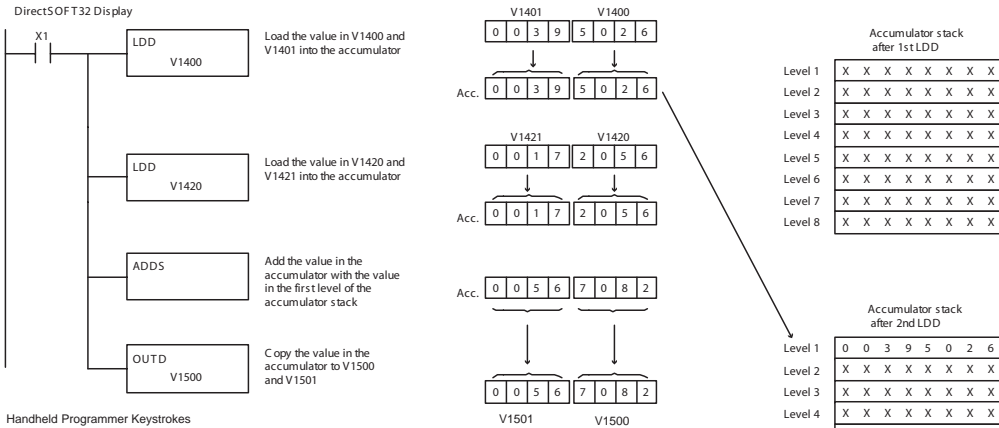 DirectSOFT32 Display
X1
LDD
V1400
Load the value in V1400 and
V1401 into the accumulator
LDD
V1420
Load the value in V1420 and
V1421 into the accumulator
ADDS
Add the value in the
accumulator with the value
in the first level of the
accumulator stack
OUTD
V1500
Copy the value in the
accumulator to V1500
and V1501
Handheld Programmer Keystrokes
V1401 V1400
0 0 3 9 5 0 2 6
Acc. 0 0 3 9 5 0 2 6
V1421 V1420
0 0 1 7 2 0 5 6
Acc. 0 0 1 7 2 0 5 6
Acc. 0 0 5 6 7 0 8 2
0 0 5 6 7 0 8 2
V1501 V1500
Accumulator stack
after 1st LDD
Level 1 X X X X X X X X
Level 2 X X X X X X X X
Level 3 X X X X X X X X
Level 4 X X X X X X X X
Level 5 X X X X X X X X
Level 6 X X X X X X X X
Level 7 X X X X X X X X
Level 8 X X X X X X X X
Accumulator stack
after 2nd LDD
Level 1 0 0 3 9 5 0 2 6
Level 2 X X X X X X X X
Level 3 X X X X X X X X
Level 4 X X X X X X X X